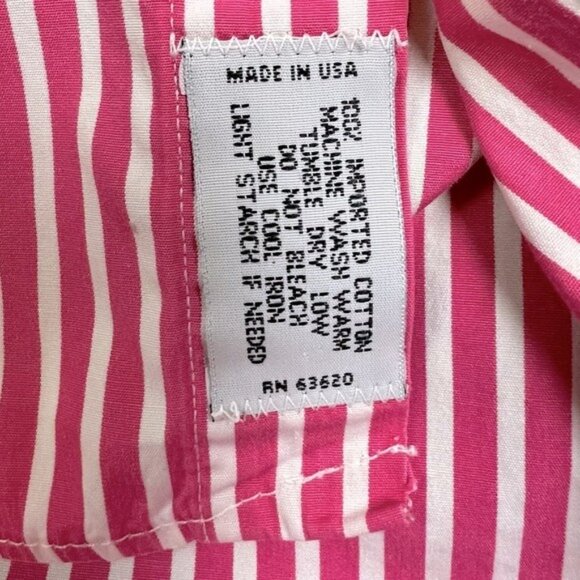 MADE IN USA
100% IMPORTED COTTON
MACHINE WASH WARM
TUMBLE DRY LOW
DO NOT BLEACH
USE COOL IRON
LIGHT STARCH IF NEEDED
RN 63620